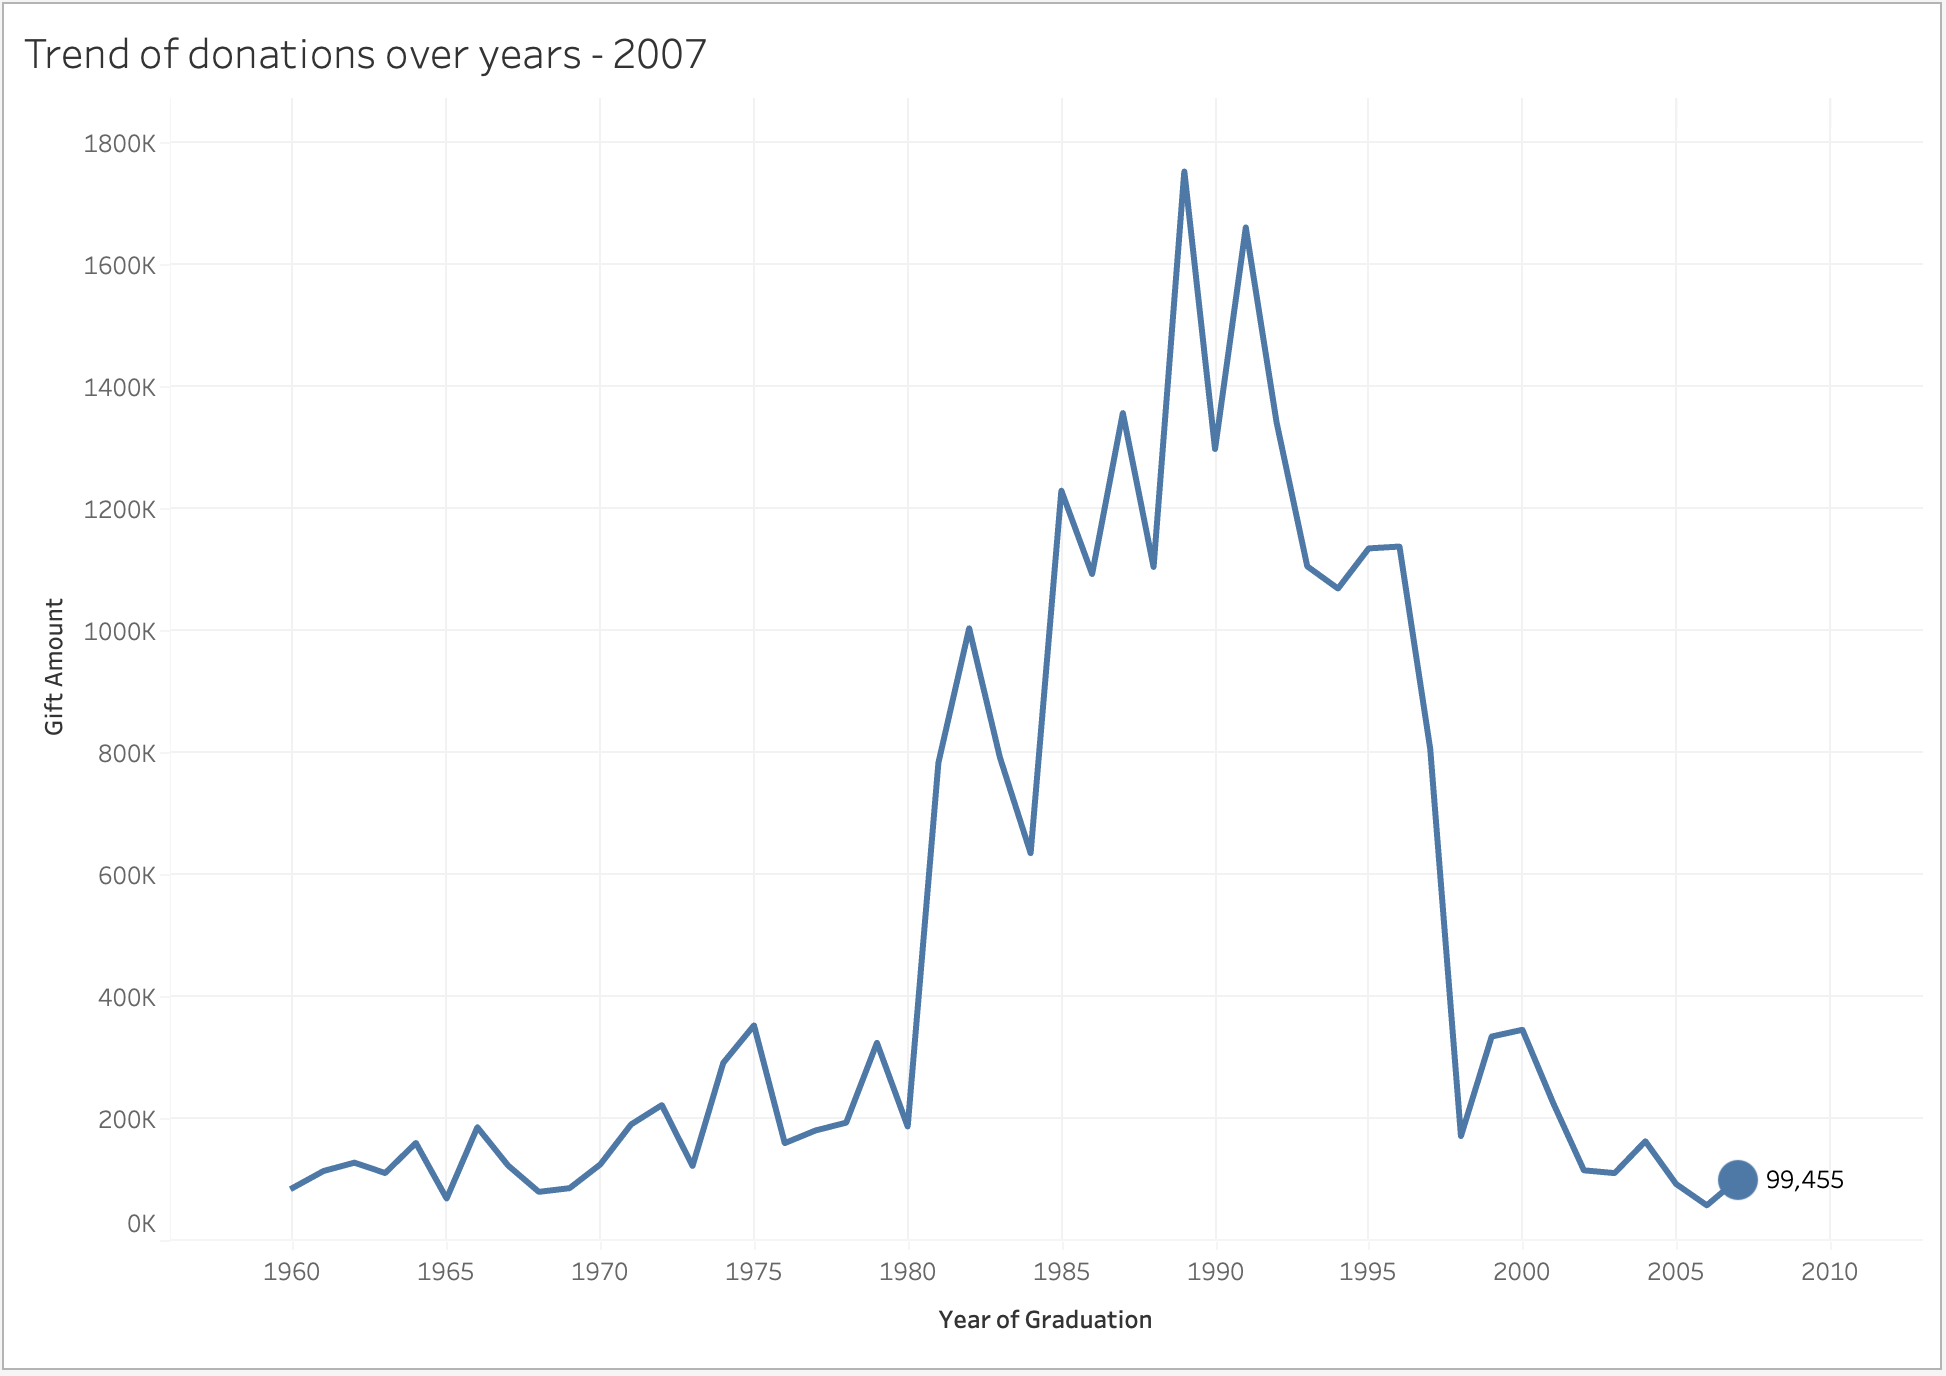 Trend of donations over years - 2007
1800K
1600K
1400K
1200K
1000K
800K
600K
400K
200K
0K
Gift Amount
99,455
1960 1965 1970 1975 1980 1985 1990 1995 2000 2005 2010
Year of Graduation